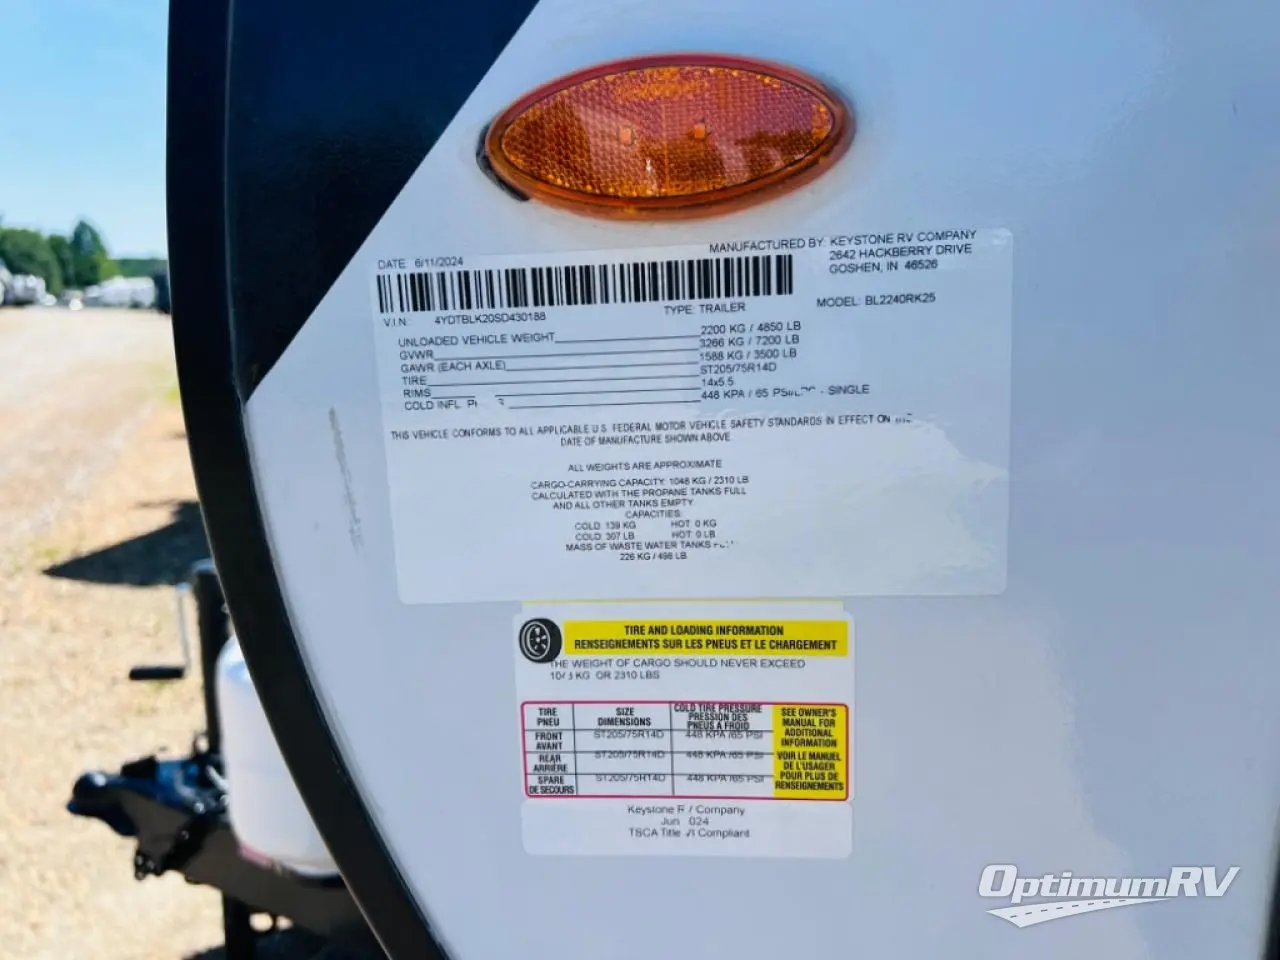 DATE: 6/11/2024
MANUFACTURED BY: KEYSTONE RV COMPANY
2642 HACKBERRY DRIVE
GOSHEN, IN 46526
V.I.N.: 4YDTBLK20SD430188
TYPE: TRAILER
MODEL: BL2240RK25
UNLOADED VEHICLE WEIGHT 2200 KG / 4850 LB
GVWR 3266 KG / 7200 LB
GAWR (EACH AXLE) 1588 KG / 3500 LB
TIRE ST205/75R14D
RIMS 14x5.5
COLD INFL. 448 KPA / 65 PSI - SINGLE
THIS VEHICLE CONFORMS TO ALL APPLICABLE U.S. FEDERAL MOTOR VEHICLE SAFETY STANDARDS IN EFFECT ON
DATE OF MANUFACTURE SHOWN ABOVE
ALL WEIGHTS ARE APPROXIMATE
CARGO-CARRYING CAPACITY: 1048 KG / 2310 LB
CALCULATED WITH THE PROPANE TANKS FULL
AND ALL OTHER TANKS EMPTY
CAPACITIES:
COLD: 139 KG HOT: 0 KG
COLD: 307 LB HOT: 0 LB
MASS OF WASTE WATER TANKS
226 KG / 498 LB
TIRE AND LOADING INFORMATION
RENSEIGNEMENTS SUR LES PNEUS ET LE CHARGEMENT
THE WEIGHT OF CARGO SHOULD NEVER EXCEED
KG OR 2310 LBS
TIRE
PNEU
SIZE
DIMENSIONS
COLD TIRE PRESSURE
PRESSION DES
PNEUS A FROID
FRONT
AVANT
ST205/75R14D
448 KPA /65 PSI
REAR
ARRIÈRE
ST205/75R14D
448 KPA /65 PSI
SPARE
DE SECOURS
ST205/75R14D
448 KPA /65 PSI
SEE OWNER'S
MANUAL FOR
ADDITIONAL
INFORMATION
VOIR LE MANUEL
DE L'USAGER
POUR PLUS DE
RENSEIGNEMENTS
Keystone Company
Jun
TSCA Title VI Compliant
OptimumRV